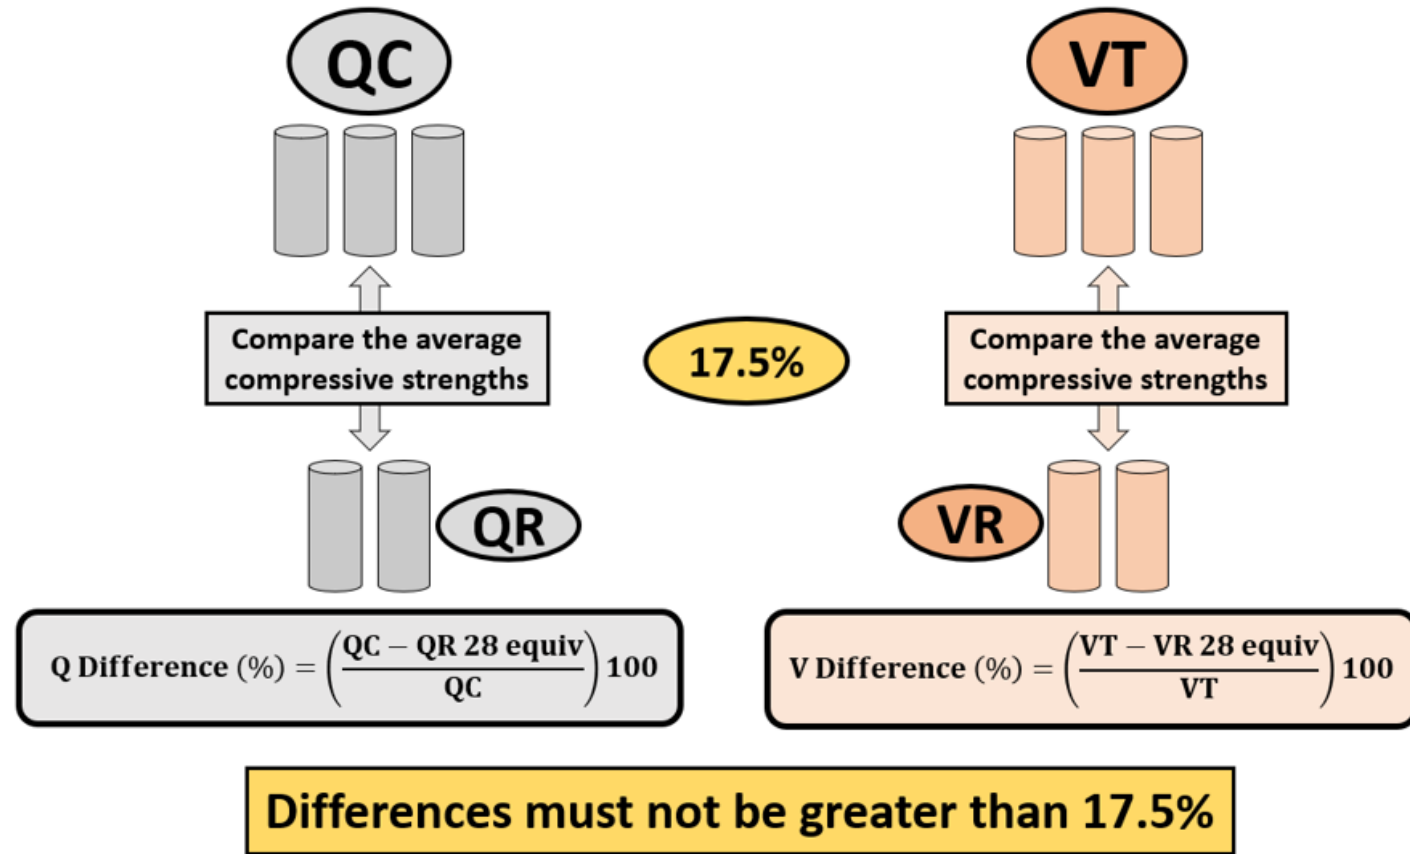 QC
VT
Compare the average
compressive strengths
17.5%
Compare the average
compressive strengths
QR
VR
Q Difference (%) = ((QC − QR 28 equiv)/QC) 100
V Difference (%) = ((VT − VR 28 equiv)/VT) 100
Differences must not be greater than 17.5%